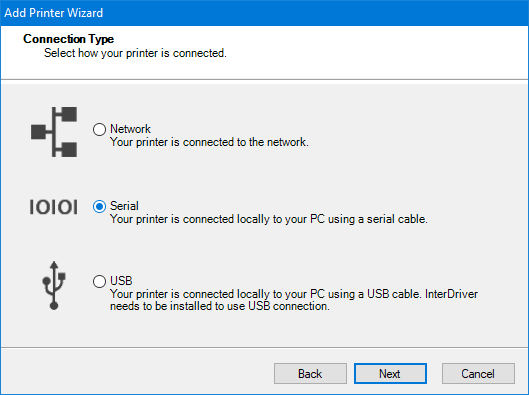 Add Printer Wizard
Connection Type
Select how your printer is connected.
Network
Your printer is connected to the network.
IOIOI
Serial
Your printer is connected locally to your PC using a serial cable.
USB
Your printer is connected locally to your PC using a USB cable. InterDriver
needs to be installed to use USB connection.
Back
Next
Cancel